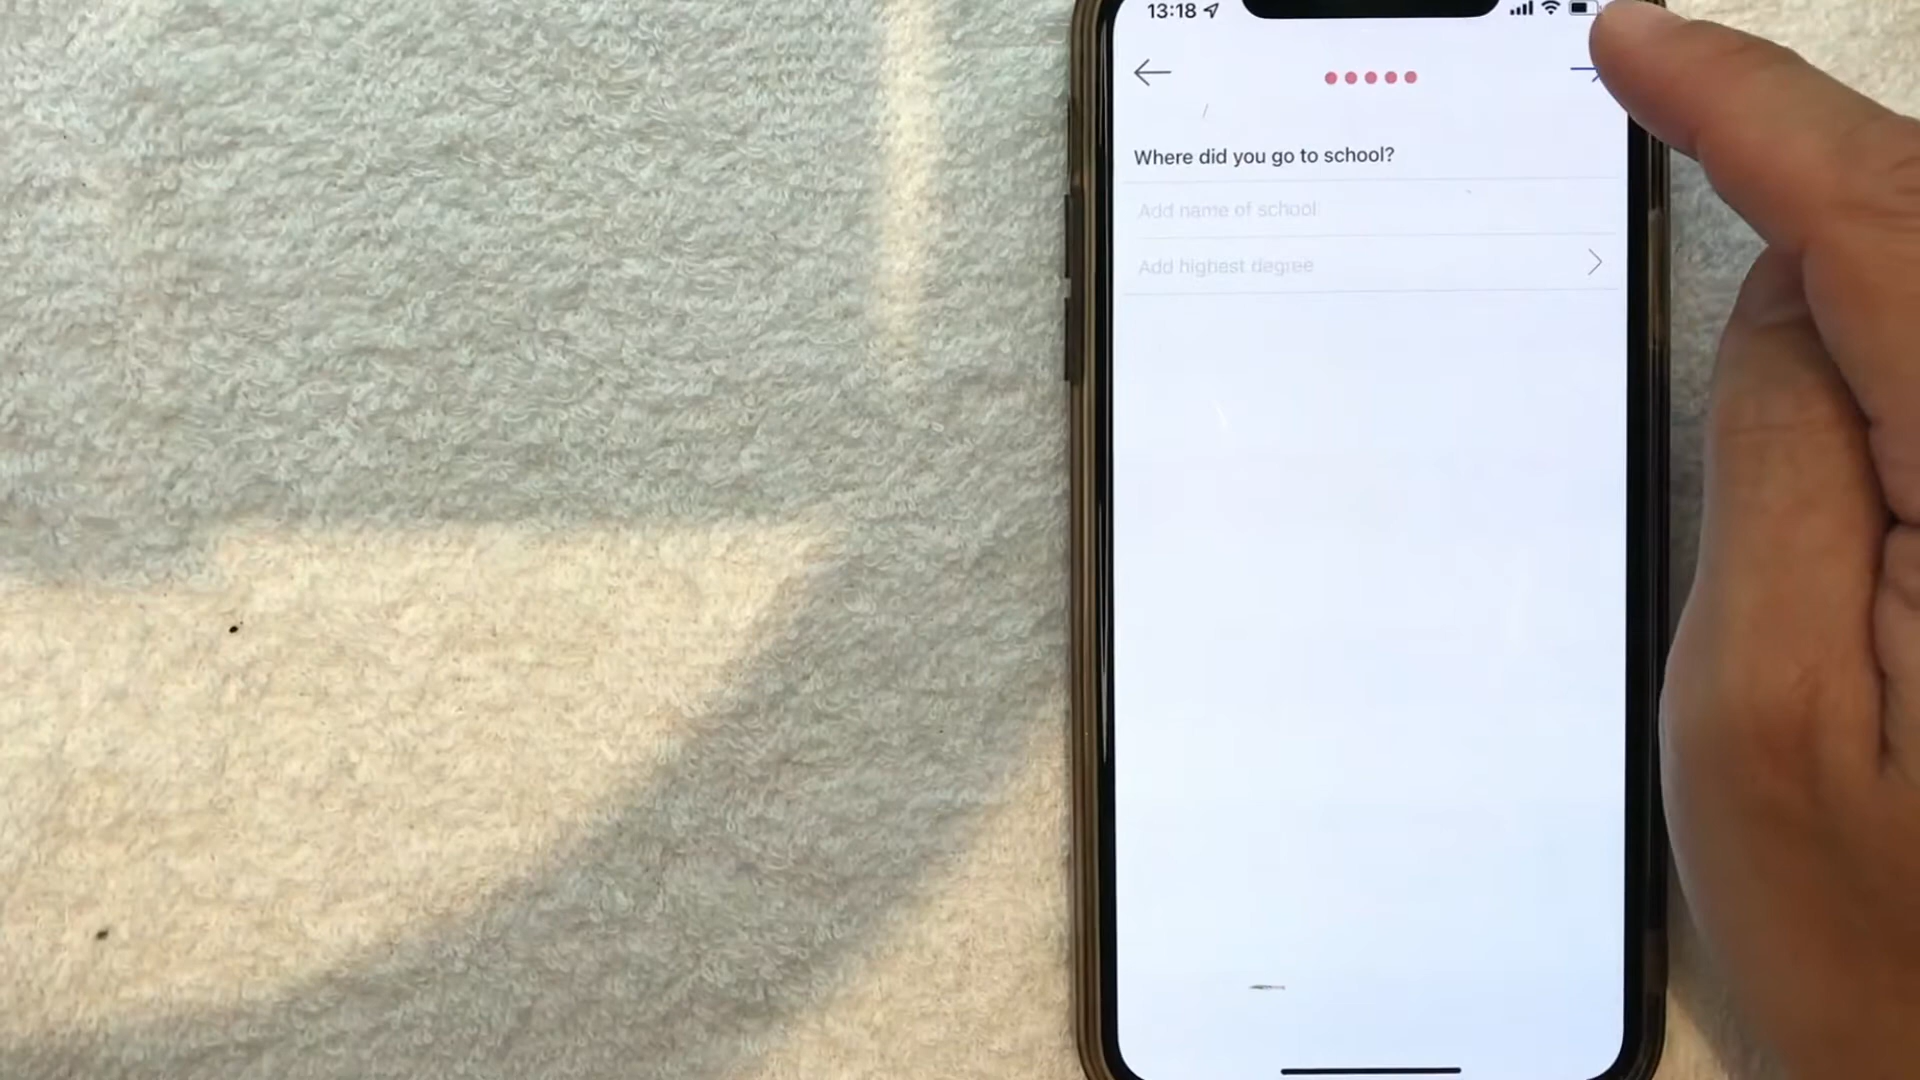 13:18
Where did you go to school?
Add name of school
Add highest degree